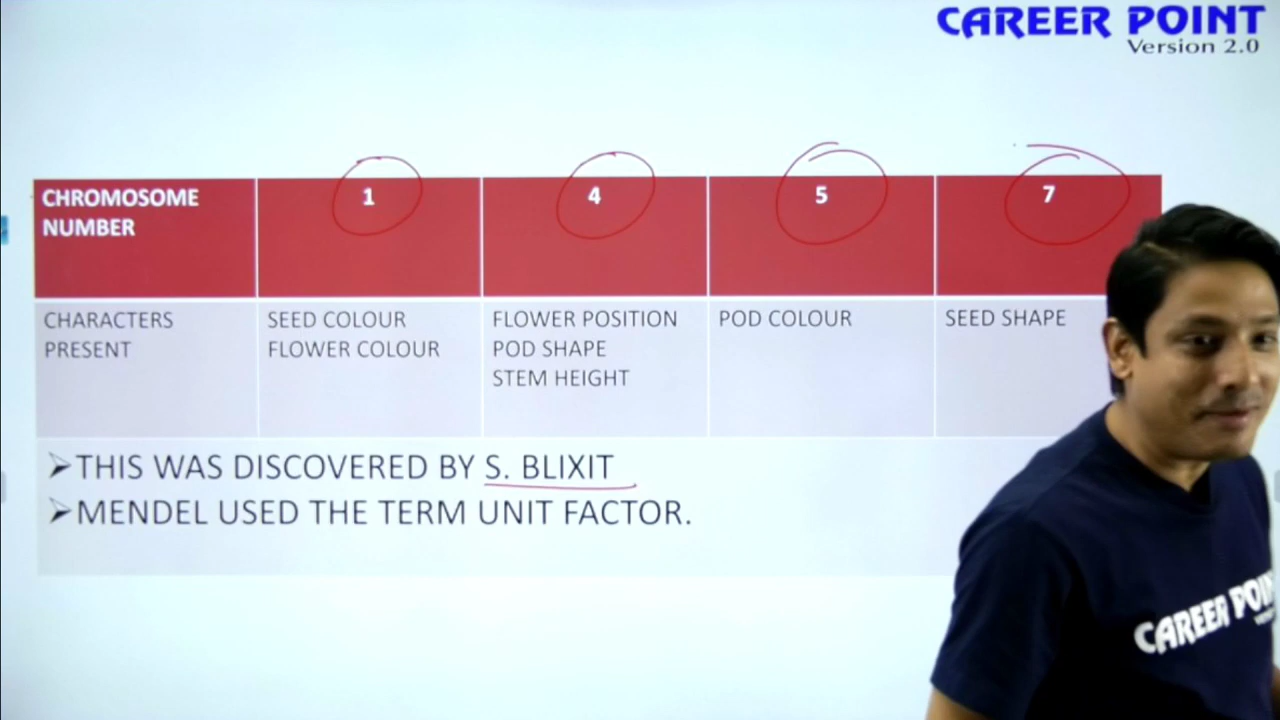 CAREER POINT
Version 2.0
CHROMOSOME NUMBER
1
4
5
7
CHARACTERS PRESENT
SEED COLOUR
FLOWER COLOUR
FLOWER POSITION
POD SHAPE
STEM HEIGHT
POD COLOUR
SEED SHAPE
➢THIS WAS DISCOVERED BY S. BLIXIT
➢MENDEL USED THE TERM UNIT FACTOR.
CAREER POINT